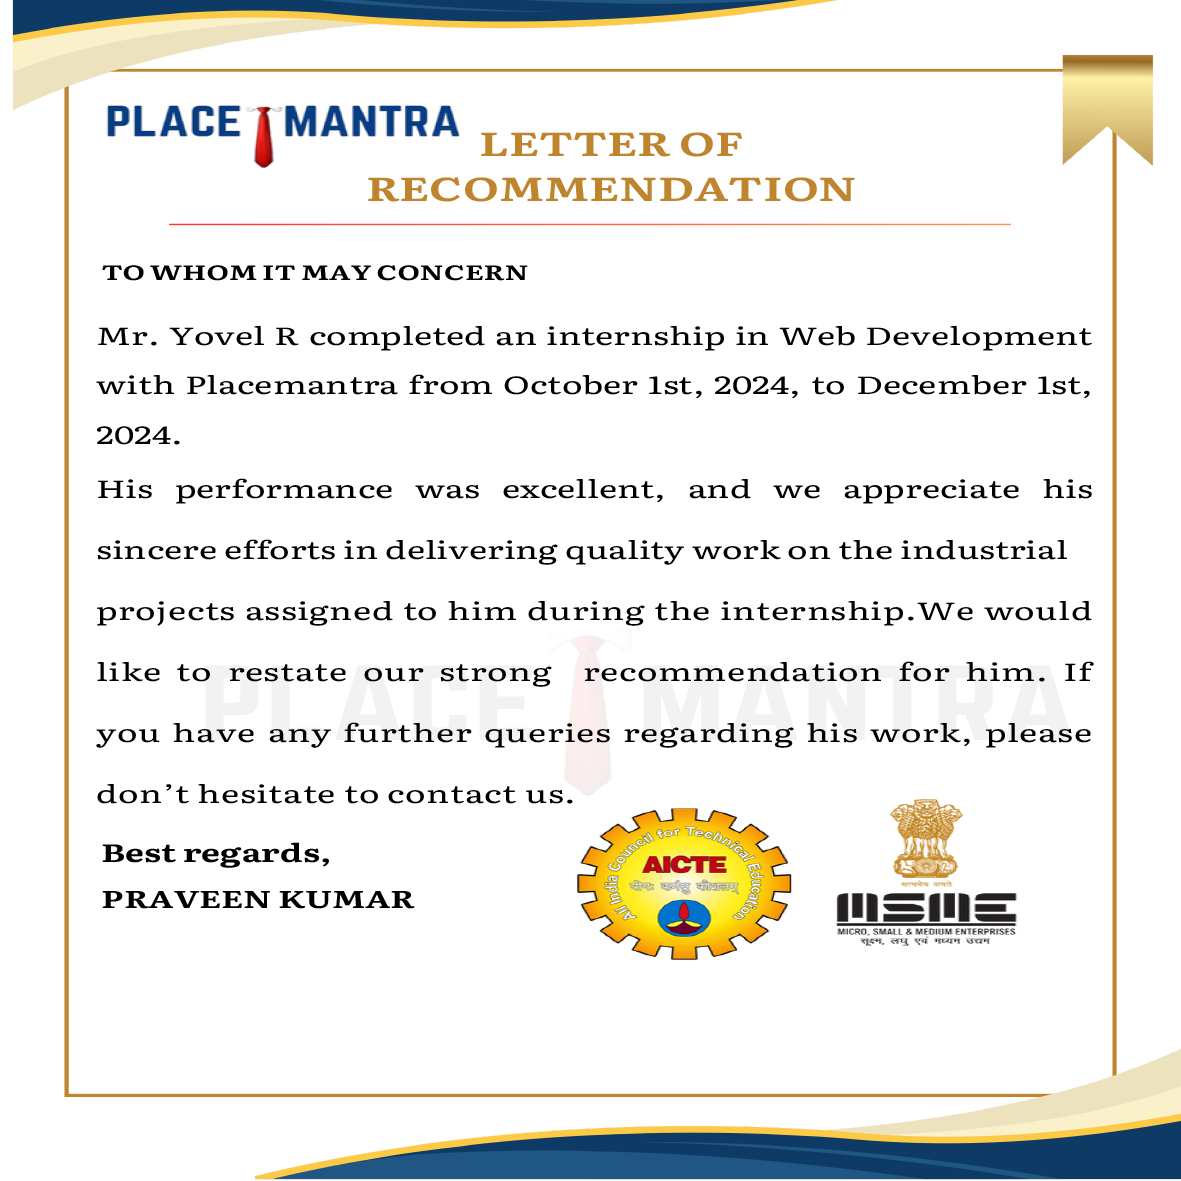 PLACE MANTRA
LETTER OF
RECOMMENDATION
TO WHOM IT MAY CONCERN
Mr. Yovel R completed an internship in Web Development
with Placemantra from October 1st, 2024, to December 1st,
2024.
His performance was excellent, and we appreciate his
sincere efforts in delivering quality work on the industrial
projects assigned to him during the internship.We would
like to restate our strong recommendation for him. If
you have any further queries regarding his work, please
don’t hesitate to contact us.
PLACE MANTRA
Best regards,
PRAVEEN KUMAR
All India Council for Technical Education
AICTE
योगः कर्मसु कौशलम्
सत्यमेव जयते
MSME
MICRO, SMALL & MEDIUM ENTERPRISES
सूक्ष्म, लघु एवं मध्यम उद्यम